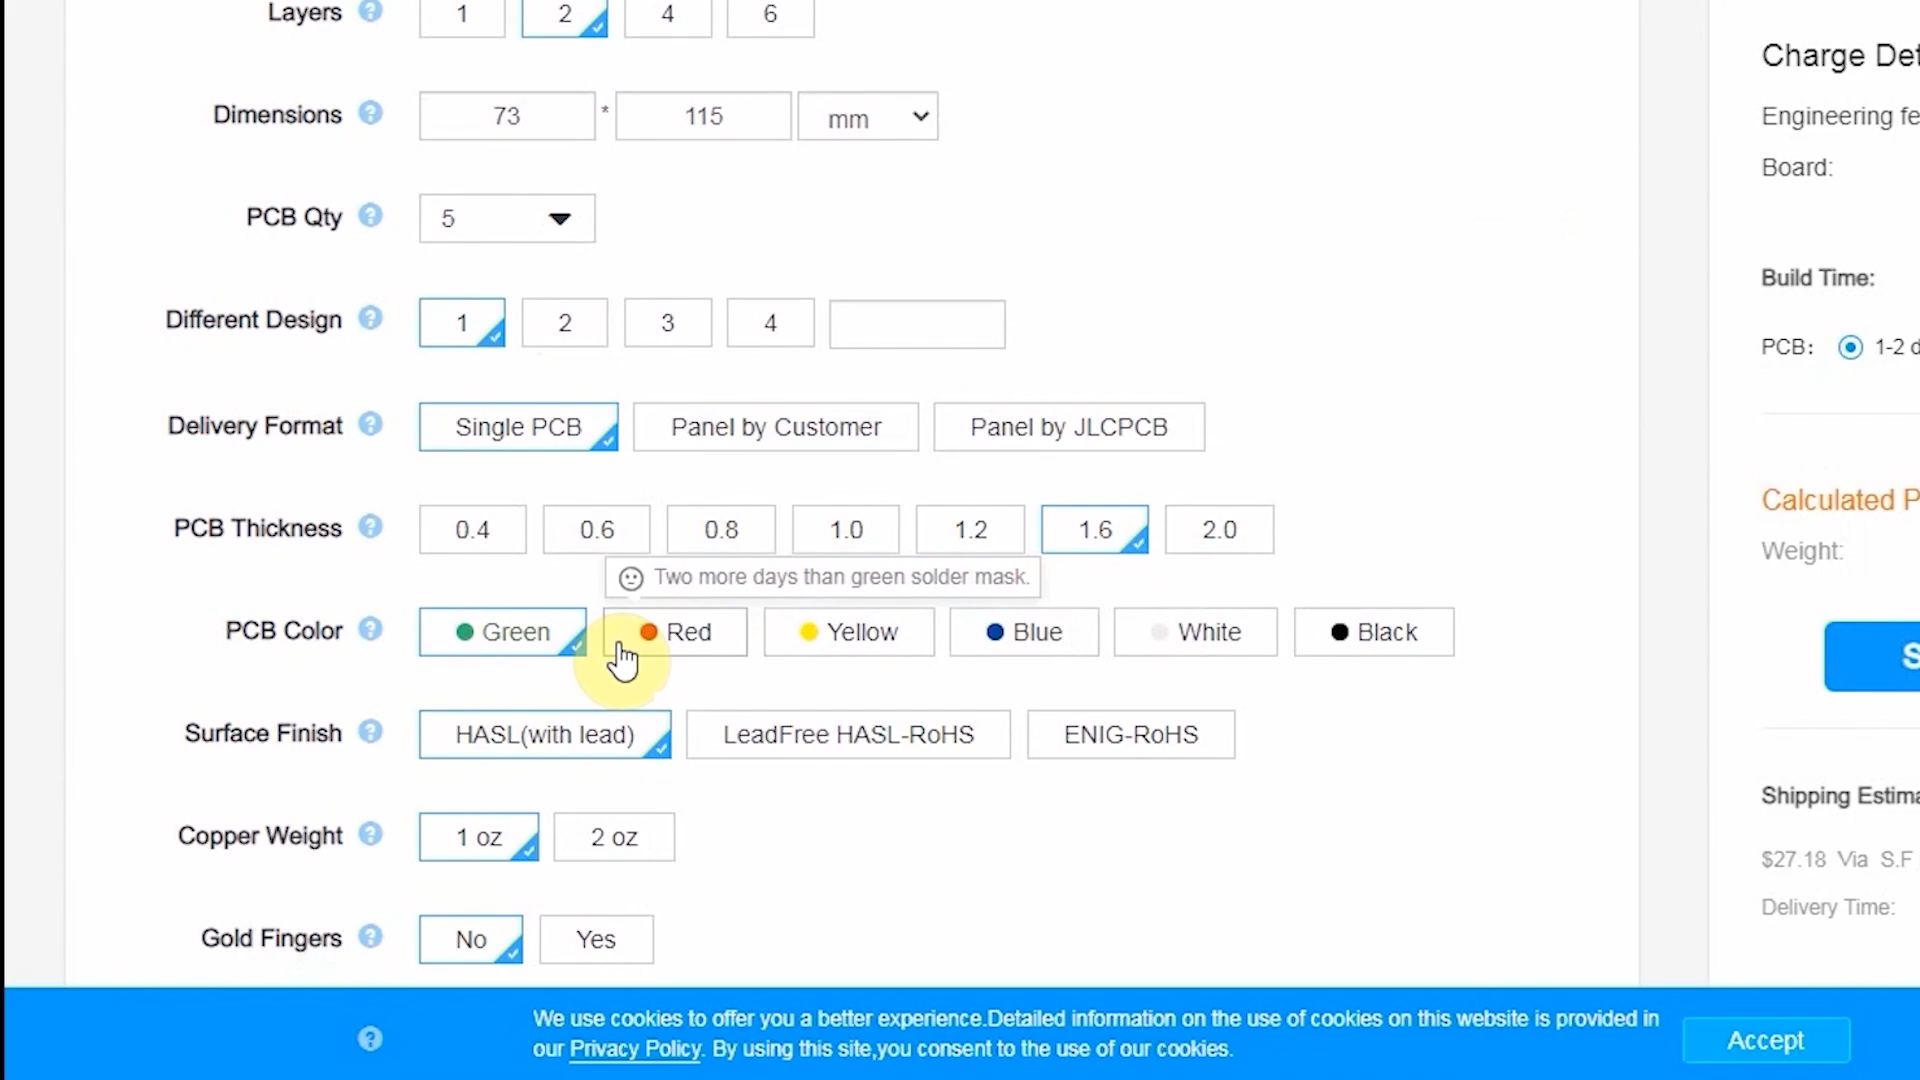 Layers ? 1 2 4 6
Dimensions ? 73 * 115 mm
PCB Qty ? 5
Different Design ? 1 2 3 4
Delivery Format ? Single PCB Panel by Customer Panel by JLCPCB
PCB Thickness ? 0.4 0.6 0.8 1.0 1.2 1.6 2.0
Two more days than green solder mask.
PCB Color ? Green Red Yellow Blue White Black
Surface Finish ? HASL(with lead) LeadFree HASL-RoHS ENIG-RoHS
Copper Weight ? 1 oz 2 oz
Gold Fingers ? No Yes
Charge Det
Engineering fe
Board:
Build Time:
PCB: 1-2 d
Calculated P
Weight:
S
Shipping Estima
$27.18 Via S.F
Delivery Time:
?
We use cookies to offer you a better experience.Detailed information on the use of cookies on this website is provided in
our Privacy Policy. By using this site,you consent to the use of our cookies.
Accept